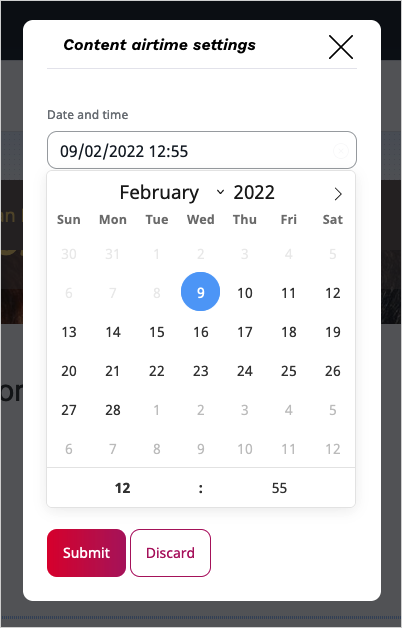 Content airtime settings
Date and time
09/02/2022 12:55
February 2022
Sun Mon Tue Wed Thu Fri Sat
30 31 1 2 3 4 5
6 7 8 9 10 11 12
13 14 15 16 17 18 19
20 21 22 23 24 25 26
27 28 1 2 3 4 5
6 7 8 9 10 11 12
12 : 55
Submit Discard